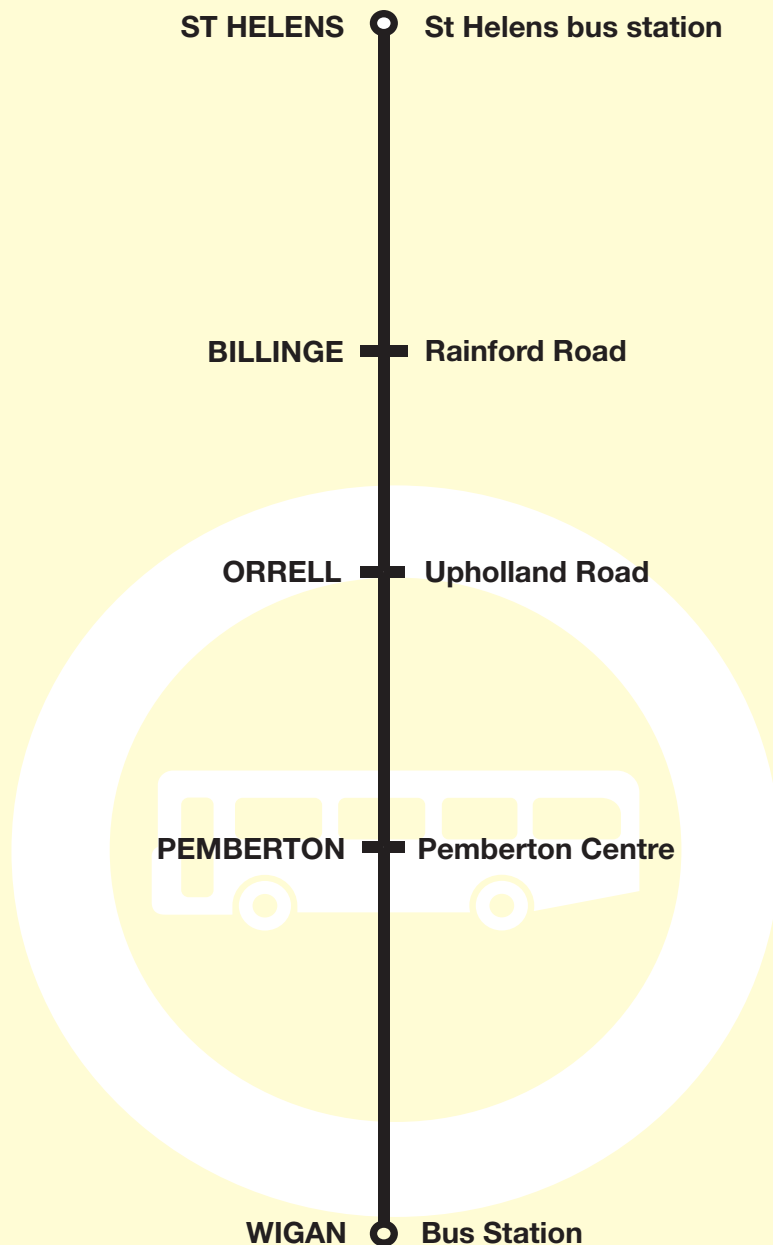 ST HELENS St Helens bus station
BILLINGE Rainford Road
ORRELL Upholland Road
PEMBERTON Pemberton Centre
WIGAN Bus Station